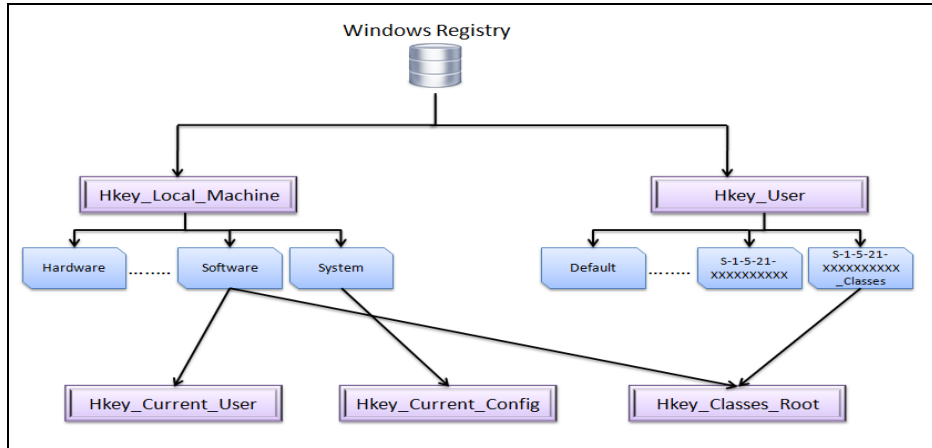 Windows Registry
Hkey_Local_Machine
Hkey_User
Hardware
........
Software
System
Default
........
S-1-5-21-
XXXXXXXXXX
S-1-5-21-
XXXXXXXXXX
_Classes
Hkey_Current_User
Hkey_Current_Config
Hkey_Classes_Root